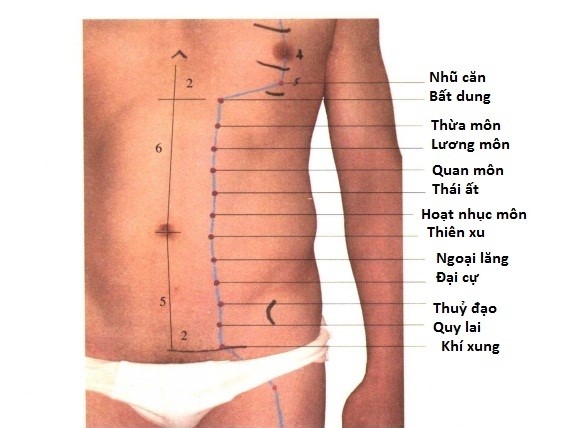 2
4
5
Nhũ căn
Bất dung
6
Thừa môn
Lương môn
Quan môn
Thái ất
Hoạt nhục môn
Thiên xu
Ngoại lăng
Đại cự
5
Thuỷ đạo
Quy lai
2
Khí xung